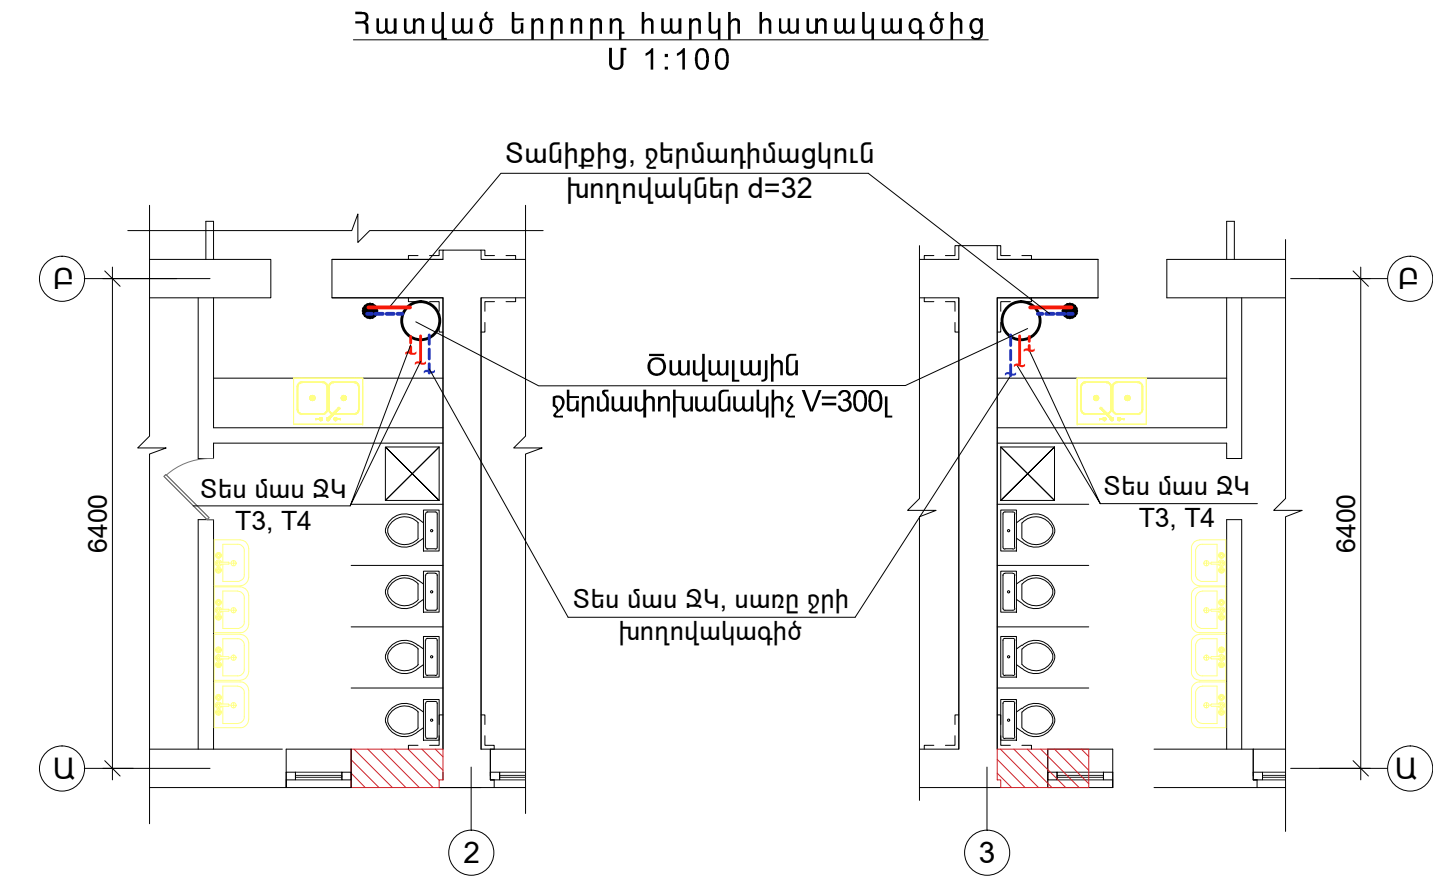 Հատված երրորդ հարկի հատակագծից
Մ 1:100
Տանիքից, ջերմադիմացկուն
խողովակներ d=32
Բ
Բ
Ծավալային
ջերմափոխանակիչ V=300լ
Տես մաս ՋԿ
T3, T4
Տես մաս ՋԿ
T3, T4
6400
6400
Տես մաս ՋԿ, սառը ջրի
խողովակագիծ
Ա
Ա
2
3